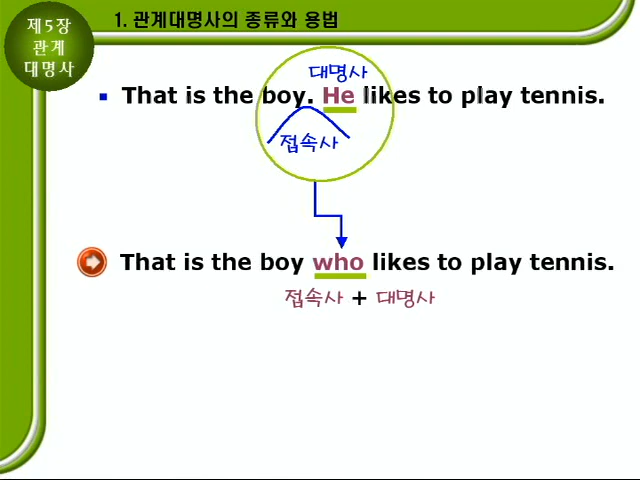 제5장
관계
대명사
1. 관계대명사의 종류와 용법
대명사
That is the boy. He likes to play tennis.
접속사
That is the boy who likes to play tennis.
접속사 + 대명사